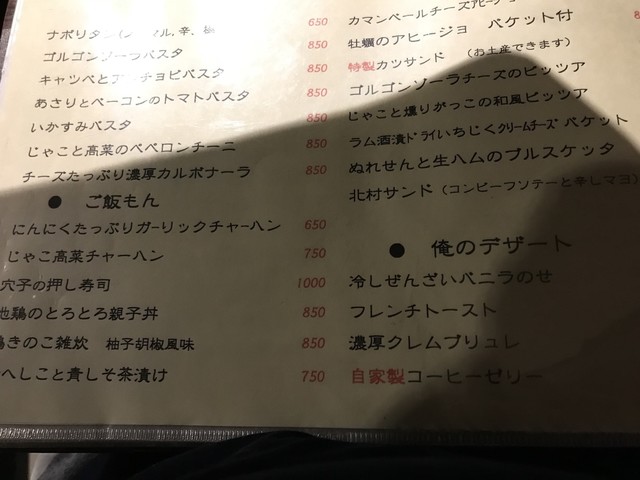 ナポリタン 辛、 650
ゴルゴンゾーラパスタ 850
キャツベとアンチョビパスタ 850
あさりとベーコンのトマトパスタ 850
いかすみパスタ 850
じゃこと高菜のペペロンチーニ 850
チーズたっぷり濃厚カルボナーラ 850
● ご飯もん
にんにくたっぷりガーリックチャーハン 650
じゃこ高菜チャーハン 750
穴子の押し寿司 1000
地鶏のとろとろ親子丼 850
きのこ雑炊 柚子胡椒風味 850
へしこと青しそ茶漬け 750
カマンベールチーズアヒージョ
牡蠣のアヒージョ バケット付
特製カツサンド （お土産できます）
ゴルゴンゾーラチーズのピッツア
じゃこと燻りがっこの和風ピッツア
ラム酒漬ドライいちじくクリームチーズ バケット
ぬれせんと生ハムのブルスケッタ
北村サンド（コンビーフソテーと辛しマヨ）
● 俺のデザート
冷しぜんざいバニラのせ
フレンチトースト
濃厚クレムブリュレ
自家製コーヒーゼリー